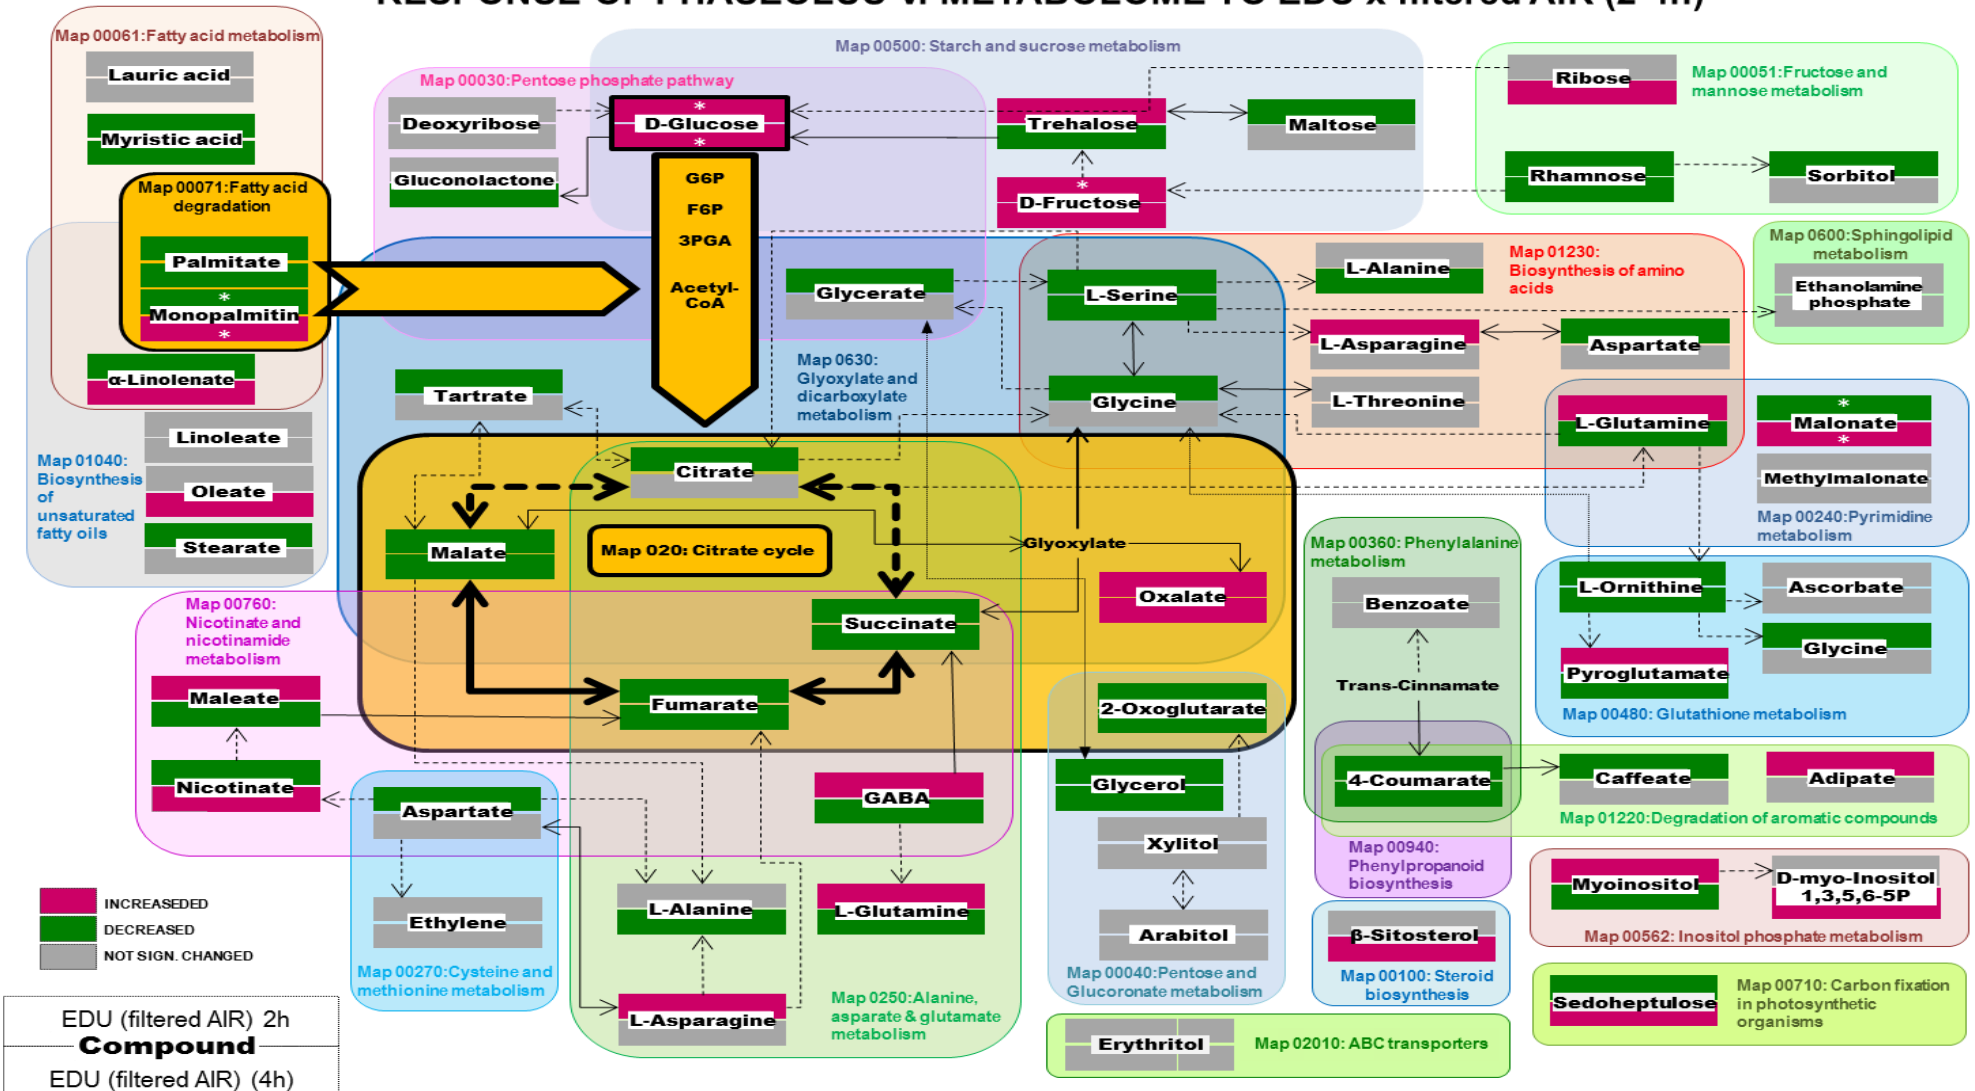 RESPONSE OF PHASEOLUS v. METABOLOME TO EDU x filtered AIR (2-4h)
Map 00061:Fatty acid metabolism
Lauric acid
Myristic acid
Map 00071:Fatty acid
degradation
Palmitate
*
Monopalmitin
*
α-Linolenate
Linoleate
Oleate
Stearate
Map 01040:
Biosynthesis
of
unsaturated
fatty oils
Map 00030:Pentose phosphate pathway
Deoxyribose
Gluconolactone
*
D-Glucose
*
G6P
F6P
3PGA
Acetyl-
CoA
Glycerate
Map 00500: Starch and sucrose metabolism
Trehalose
Maltose
*
D-Fructose
Ribose
Map 00051:Fructose and
mannose metabolism
Rhamnose
Sorbitol
Map 0630:
Glyoxylate and
dicarboxylate
metabolism
Tartrate
L-Serine
Glycine
L-Alanine
Map 01230:
Biosynthesis of amino
acids
L-Asparagine
Aspartate
L-Threonine
L-Glutamine
Map 0600:Sphingolipid
metabolism
Ethanolamine
phosphate
*
Malonate
*
Methylmalonate
Map 00240:Pyrimidine
metabolism
Citrate
Malate
Map 020: Citrate cycle
Glyoxylate
Oxalate
Succinate
Fumarate
2-Oxoglutarate
Map 00760:
Nicotinate and
nicotinamide
metabolism
Maleate
Nicotinate
GABA
Aspartate
Ethylene
Map 00270:Cysteine and
methionine metabolism
L-Alanine
L-Glutamine
L-Asparagine
Map 0250:Alanine,
asparate & glutamate
metabolism
Glycerol
Xylitol
Arabitol
Map 00040:Pentose and
Glucoronate metabolism
Erythritol
Map 02010: ABC transporters
Map 00360: Phenylalanine
metabolism
Benzoate
Trans-Cinnamate
4-Coumarate
Map 00940:
Phenylpropanoid
biosynthesis
Caffeate
Adipate
Map 01220:Degradation of aromatic compounds
L-Ornithine
Ascorbate
Glycine
Pyroglutamate
Map 00480: Glutathione metabolism
β-Sitosterol
Map 00100: Steroid
biosynthesis
Myoinositol
D-myo-Inositol
1,3,5,6-5P
Map 00562: Inositol phosphate metabolism
Sedoheptulose
Map 00710: Carbon fixation
in photosynthetic
organisms
INCREASEDED
DECREASED
NOT SIGN. CHANGED
EDU (filtered AIR) 2h
Compound
EDU (filtered AIR) (4h)